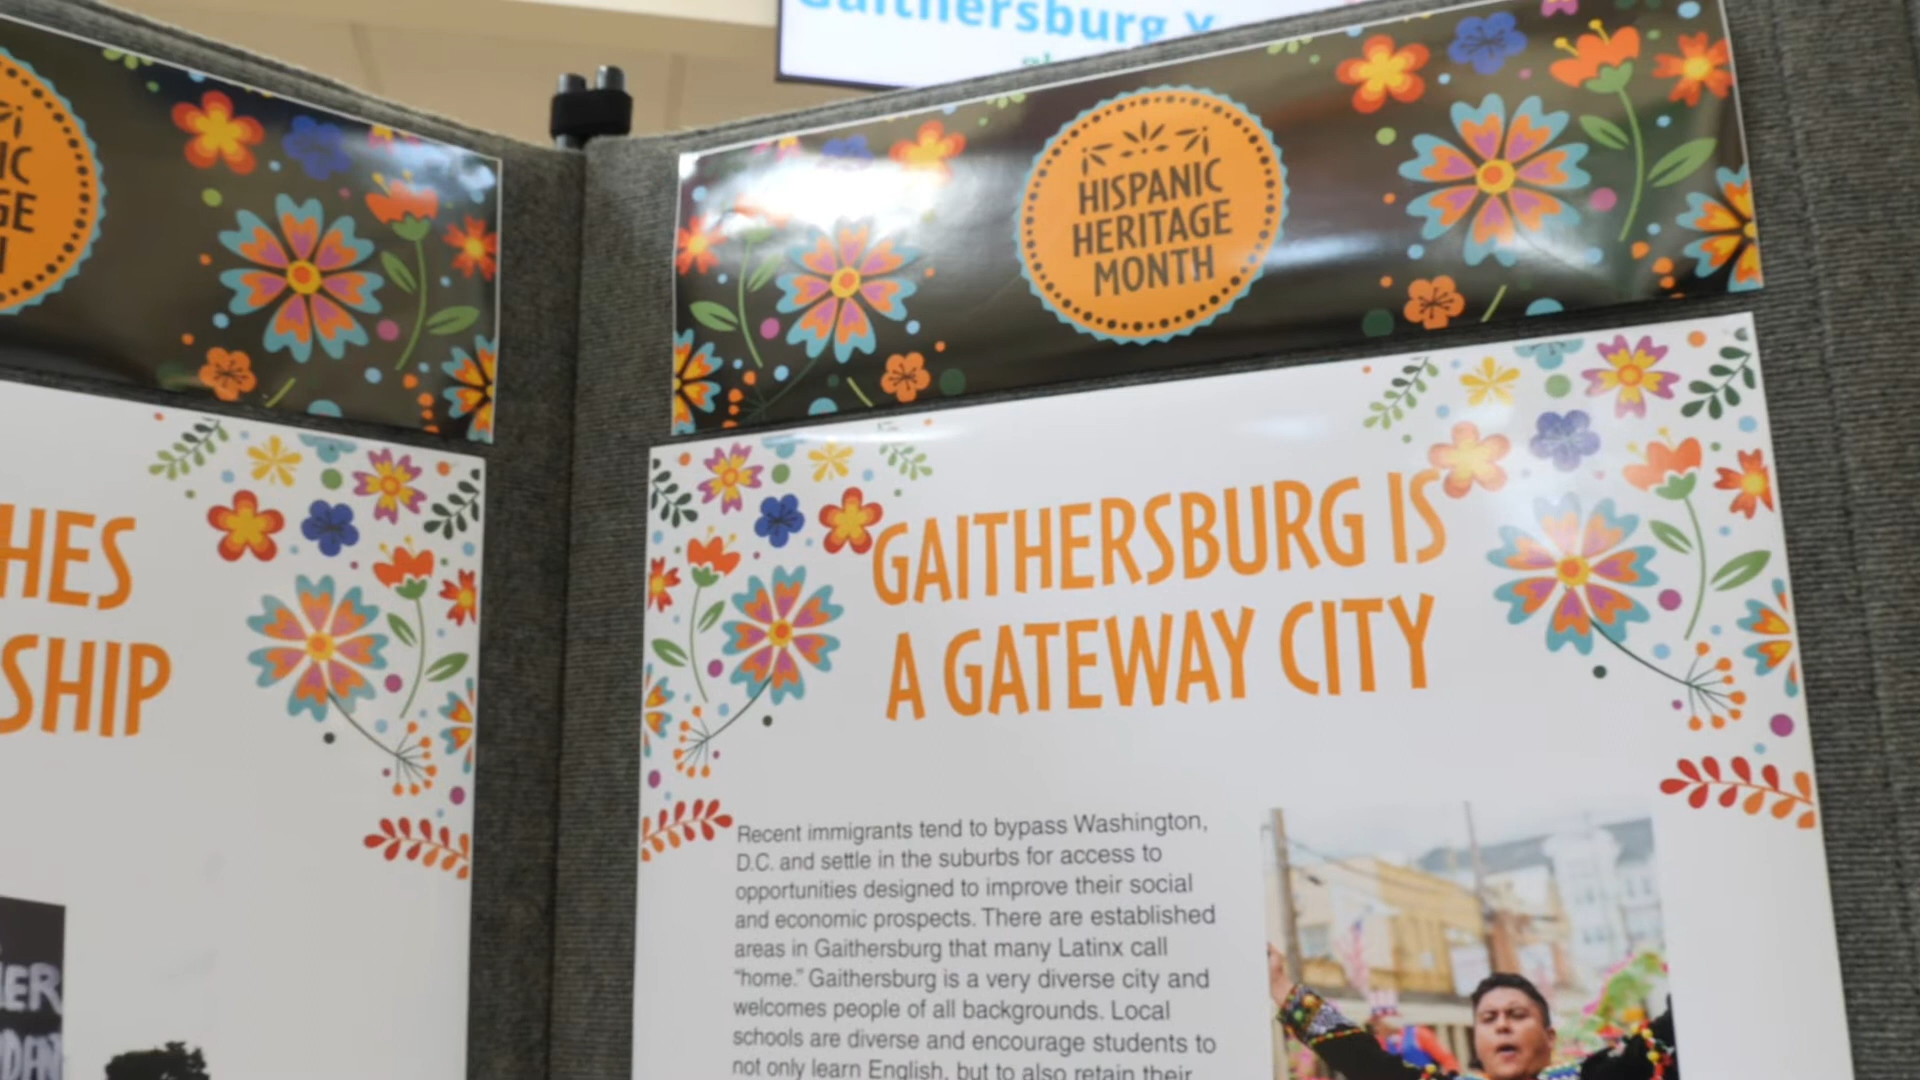 Gaithersburg
HISPANIC
HERITAGE
MONTH
HES
SHIP
GAITHERSBURG IS
A GATEWAY CITY
Recent immigrants tend to bypass Washington,
D.C. and settle in the suburbs for access to
opportunities designed to improve their social
and economic prospects. There are established
areas in Gaithersburg that many Latinx call
“home.” Gaithersburg is a very diverse city and
welcomes people of all backgrounds. Local
schools are diverse and encourage students to
not only learn English, but to also retain their